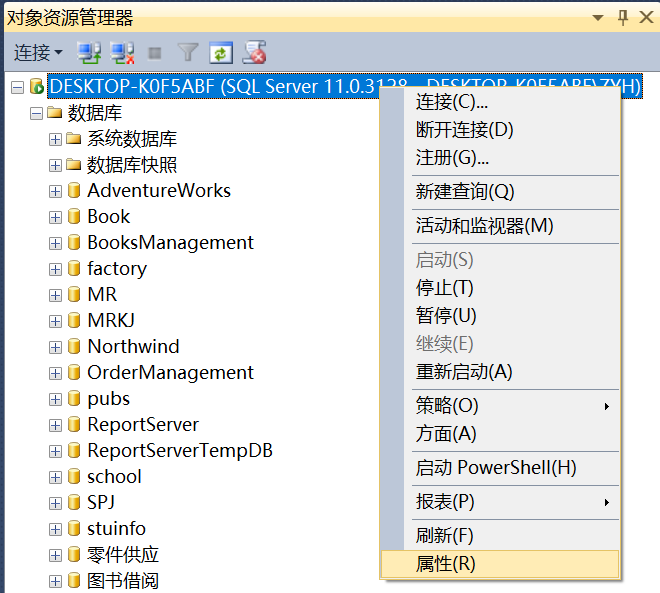 对象资源管理器
连接
DESKTOP-K0F5ABF (SQL Server 11.0.3128 - DESKTOP-K0F5ABF\ZYH)
数据库
系统数据库
数据库快照
AdventureWorks
Book
BooksManagement
factory
MR
MRKJ
Northwind
OrderManagement
pubs
ReportServer
ReportServerTempDB
school
SPJ
stuinfo
零件供应
图书借阅
连接(C)...
断开连接(D)
注册(G)...
新建查询(Q)
活动和监视器(M)
启动(S)
停止(T)
暂停(U)
继续(E)
重新启动(A)
策略(O)
方面(A)
启动 PowerShell(H)
报表(P)
刷新(F)
属性(R)